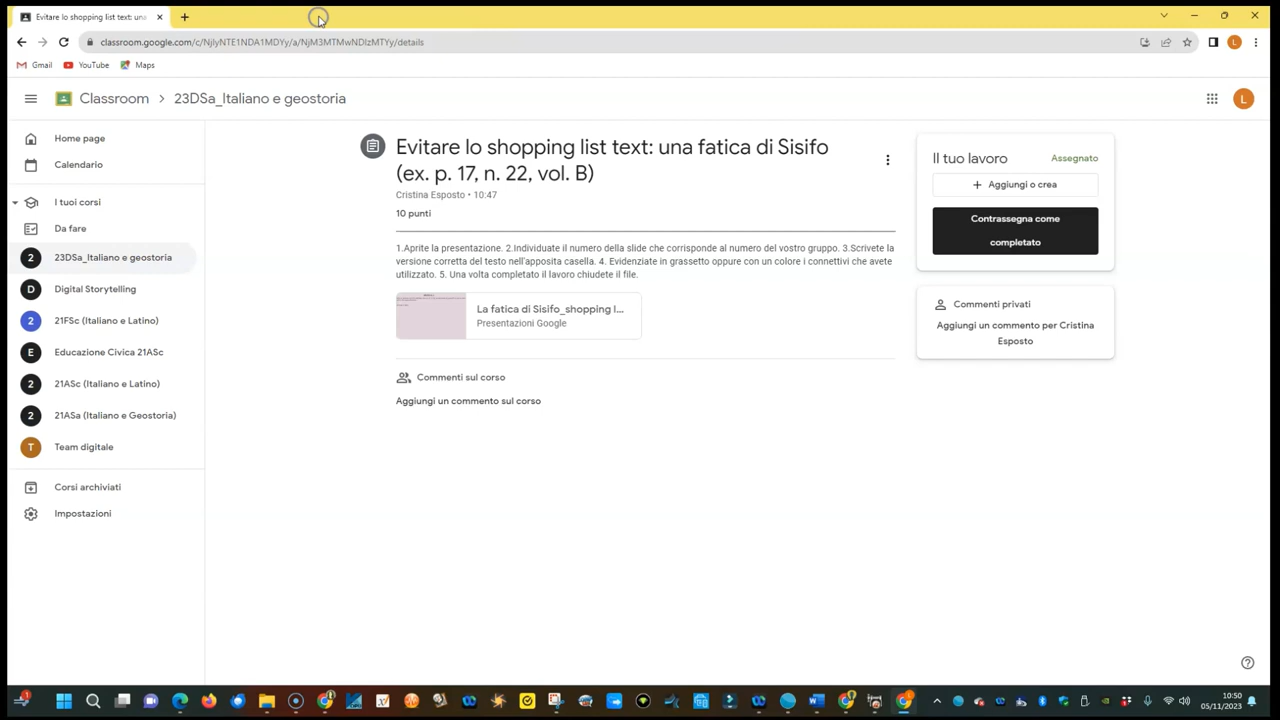 Evitare lo shopping list text: una
classroom.google.com/c/NjIyNTE1NDA1MDYy/a/NjM3MTMwNDIzMTYy/details
L
Gmail
YouTube
Maps
Classroom
23DSa_Italiano e geostoria
L
Home page
Calendario
I tuoi corsi
Da fare
2
23DSa_Italiano e geostoria
D
Digital Storytelling
2
21FSc (Italiano e Latino)
E
Educazione Civica 21ASc
2
21ASc (Italiano e Latino)
2
21ASa (Italiano e Geostoria)
T
Team digitale
Corsi archiviati
Impostazioni
Evitare lo shopping list text: una fatica di Sisifo
(ex. p. 17, n. 22, vol. B)
Cristina Esposto • 10:47
10 punti
1.Aprite la presentazione. 2.Individuate il numero della slide che corrisponde al numero del vostro gruppo. 3.Scrivete la
versione corretta del testo nell'apposita casella. 4. Evidenziate in grassetto oppure con un colore i connettivi che avete
utilizzato. 5. Una volta completato il lavoro chiudete il file.
La fatica di Sisifo_shopping l...
Presentazioni Google
Commenti sul corso
Aggiungi un commento sul corso
Il tuo lavoro
Assegnato
Aggiungi o crea
Contrassegna come
completato
Commenti privati
Aggiungi un commento per Cristina
Esposto
10:50
05/11/2023